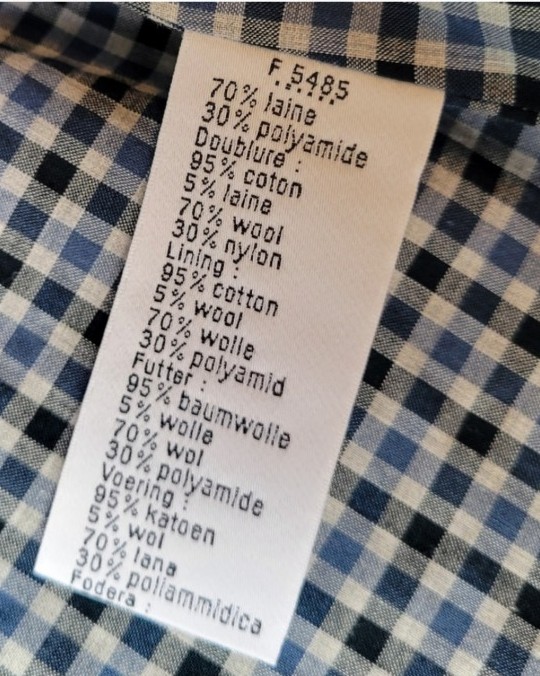 F 5485
70% laine
30% polyamide
Doublure :
95% coton
5% laine
70% wool
30% nylon
Lining :
95% cotton
5% wool
70% wolle
30% polyamid
Futter :
95% baumwolle
5% wolle
70% wol
30% polyamide
Voering :
95% katoen
5% wol
70% lana
30% poliammidica
Fodera :